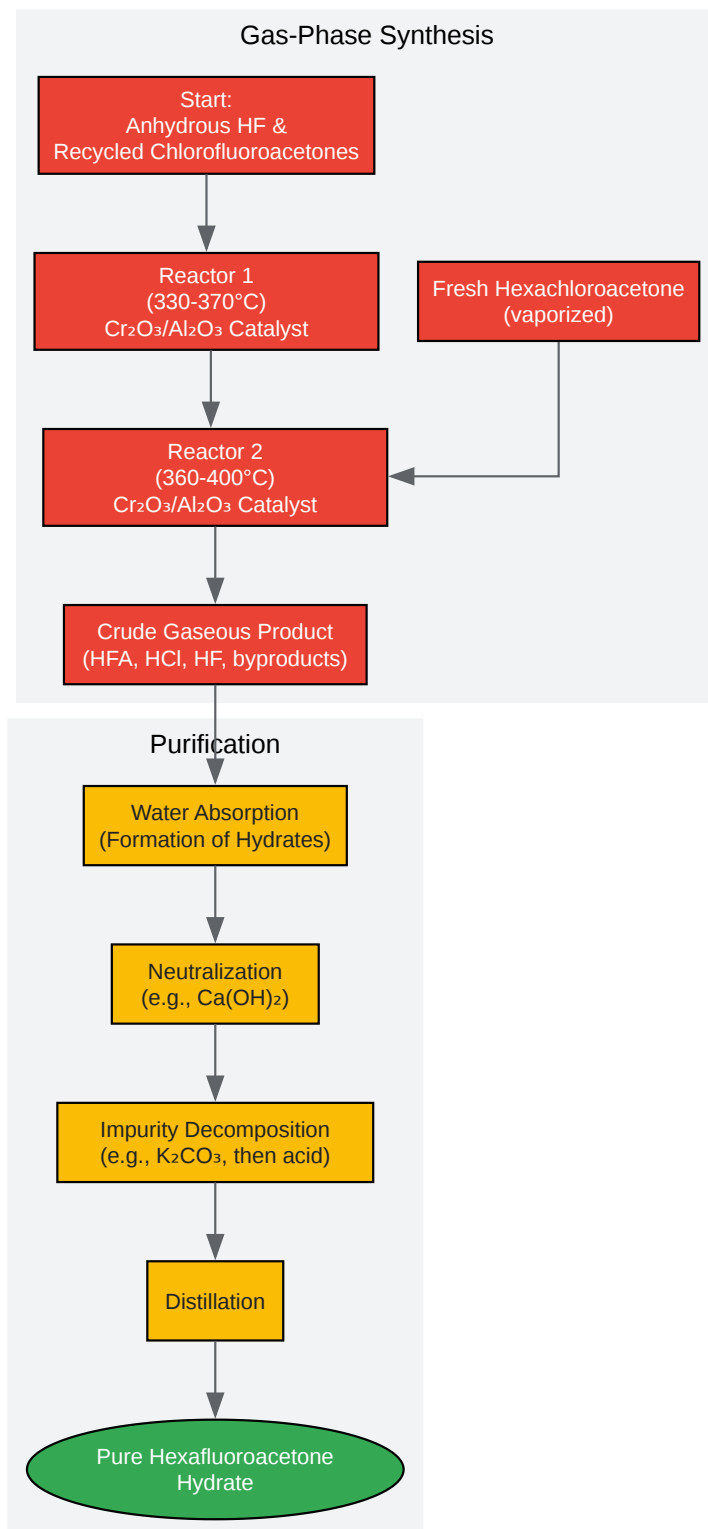 Gas-Phase Synthesis
Start:
Anhydrous HF &
Recycled Chlorofluoroacetones
Reactor 1
(330-370°C)
Cr₂O₃/Al₂O₃ Catalyst
Fresh Hexachloroacetone
(vaporized)
Reactor 2
(360-400°C)
Cr₂O₃/Al₂O₃ Catalyst
Crude Gaseous Product
(HFA, HCl, HF, byproducts)
Purification
Water Absorption
(Formation of Hydrates)
Neutralization
(e.g., Ca(OH)₂)
Impurity Decomposition
(e.g., K₂CO₃, then acid)
Distillation
Pure Hexafluoroacetone
Hydrate